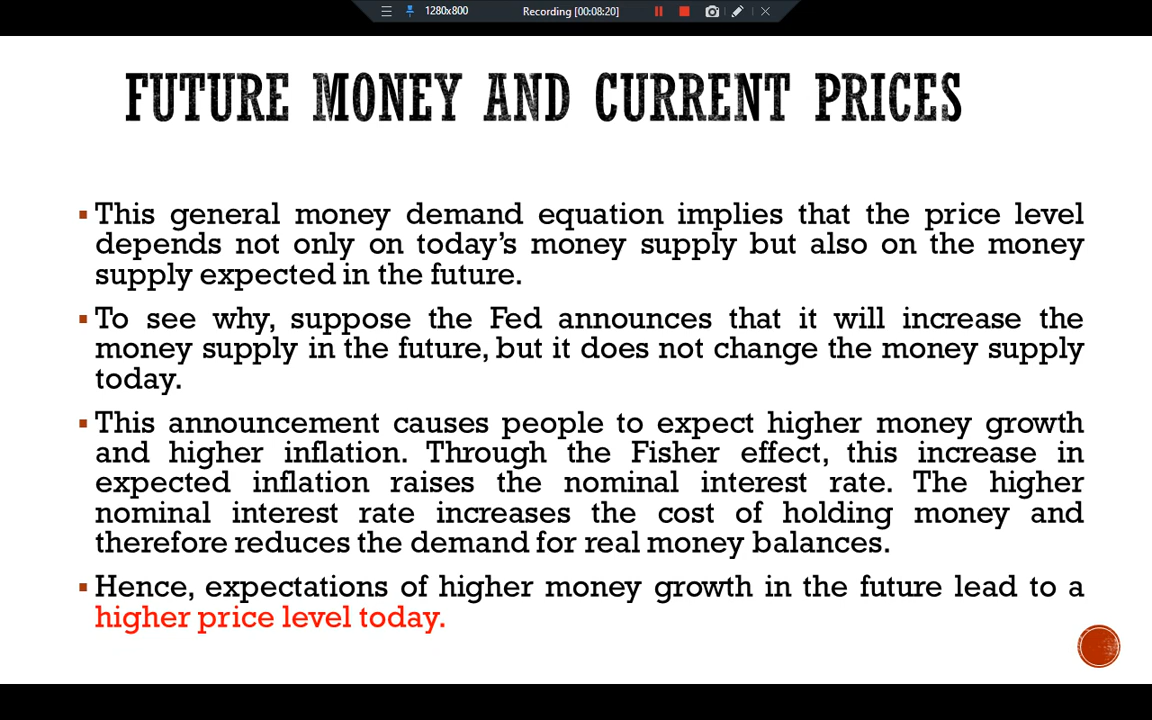 1280x800
Recording [00:08:20]
FUTURE MONEY AND CURRENT PRICES
▪ This general money demand equation implies that the price level
depends not only on today's money supply but also on the money
supply expected in the future.
▪ To see why, suppose the Fed announces that it will increase the
money supply in the future, but it does not change the money supply
today.
▪ This announcement causes people to expect higher money growth
and higher inflation. Through the Fisher effect, this increase in
expected inflation raises the nominal interest rate. The higher
nominal interest rate increases the cost of holding money and
therefore reduces the demand for real money balances.
▪ Hence, expectations of higher money growth in the future lead to a
higher price level today.